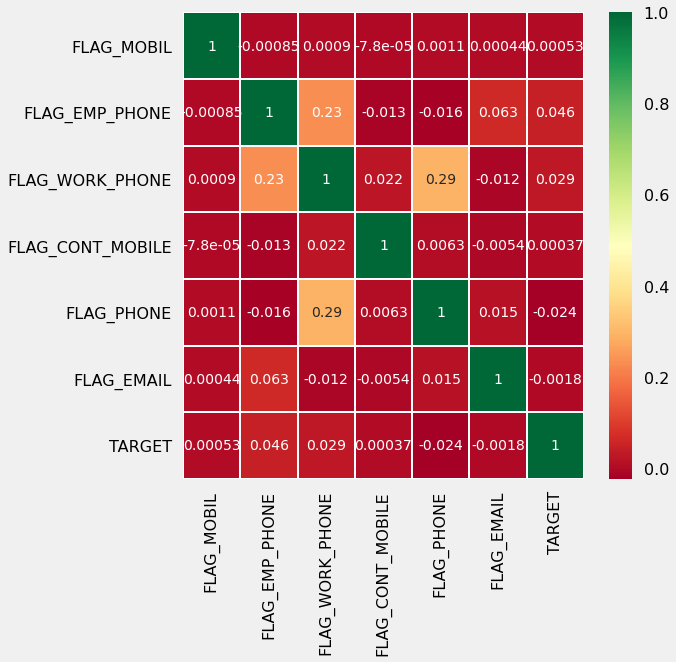 FLAG_MOBIL 1 -0.00085 0.0009 -7.8e-05 0.0011 0.00044 0.00053
FLAG_EMP_PHONE -0.00085 1 0.23 -0.013 -0.016 0.063 0.046
FLAG_WORK_PHONE 0.0009 0.23 1 0.022 0.29 -0.012 0.029
FLAG_CONT_MOBILE -7.8e-05 -0.013 0.022 1 0.0063 -0.0054 0.00037
FLAG_PHONE 0.0011 -0.016 0.29 0.0063 1 0.015 -0.024
FLAG_EMAIL 0.00044 0.063 -0.012 -0.0054 0.015 1 -0.0018
TARGET 0.00053 0.046 0.029 0.00037 -0.024 -0.0018 1
FLAG_MOBIL
FLAG_EMP_PHONE
FLAG_WORK_PHONE
FLAG_CONT_MOBILE
FLAG_PHONE
FLAG_EMAIL
TARGET
1.0
0.8
0.6
0.4
0.2
0.0